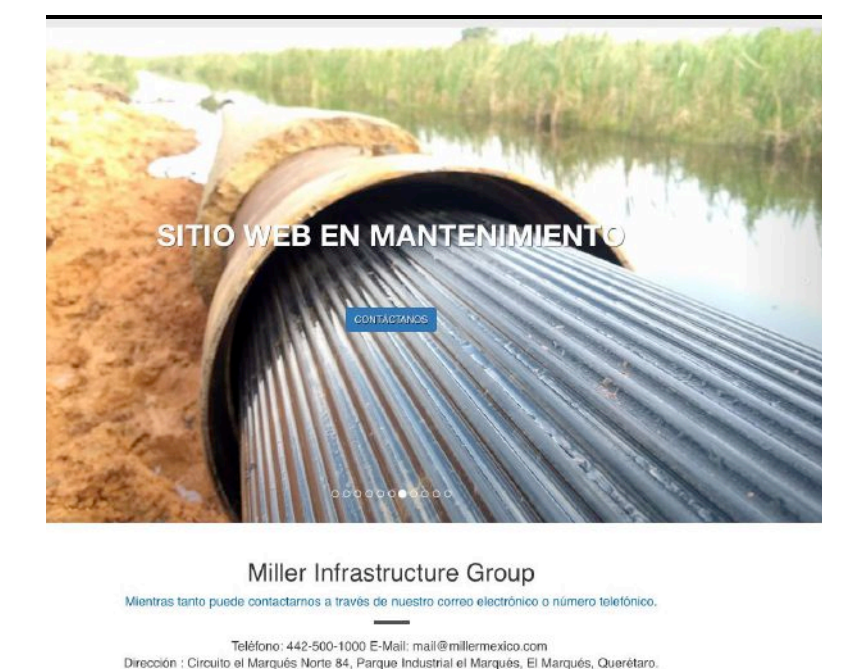 SITIO WEB EN MANTENIMIENTO
CONTÁCTANOS
Miller Infrastructure Group
Mientras tanto puede contactarnos a través de nuestro correo electrónico o número telefónico.
Teléfono: 442-500-1000 E-Mail: mail@millermexico.com
Dirección : Circuito el Marqués Norte 84, Parque Industrial el Marqués, El Marqués, Querétaro.